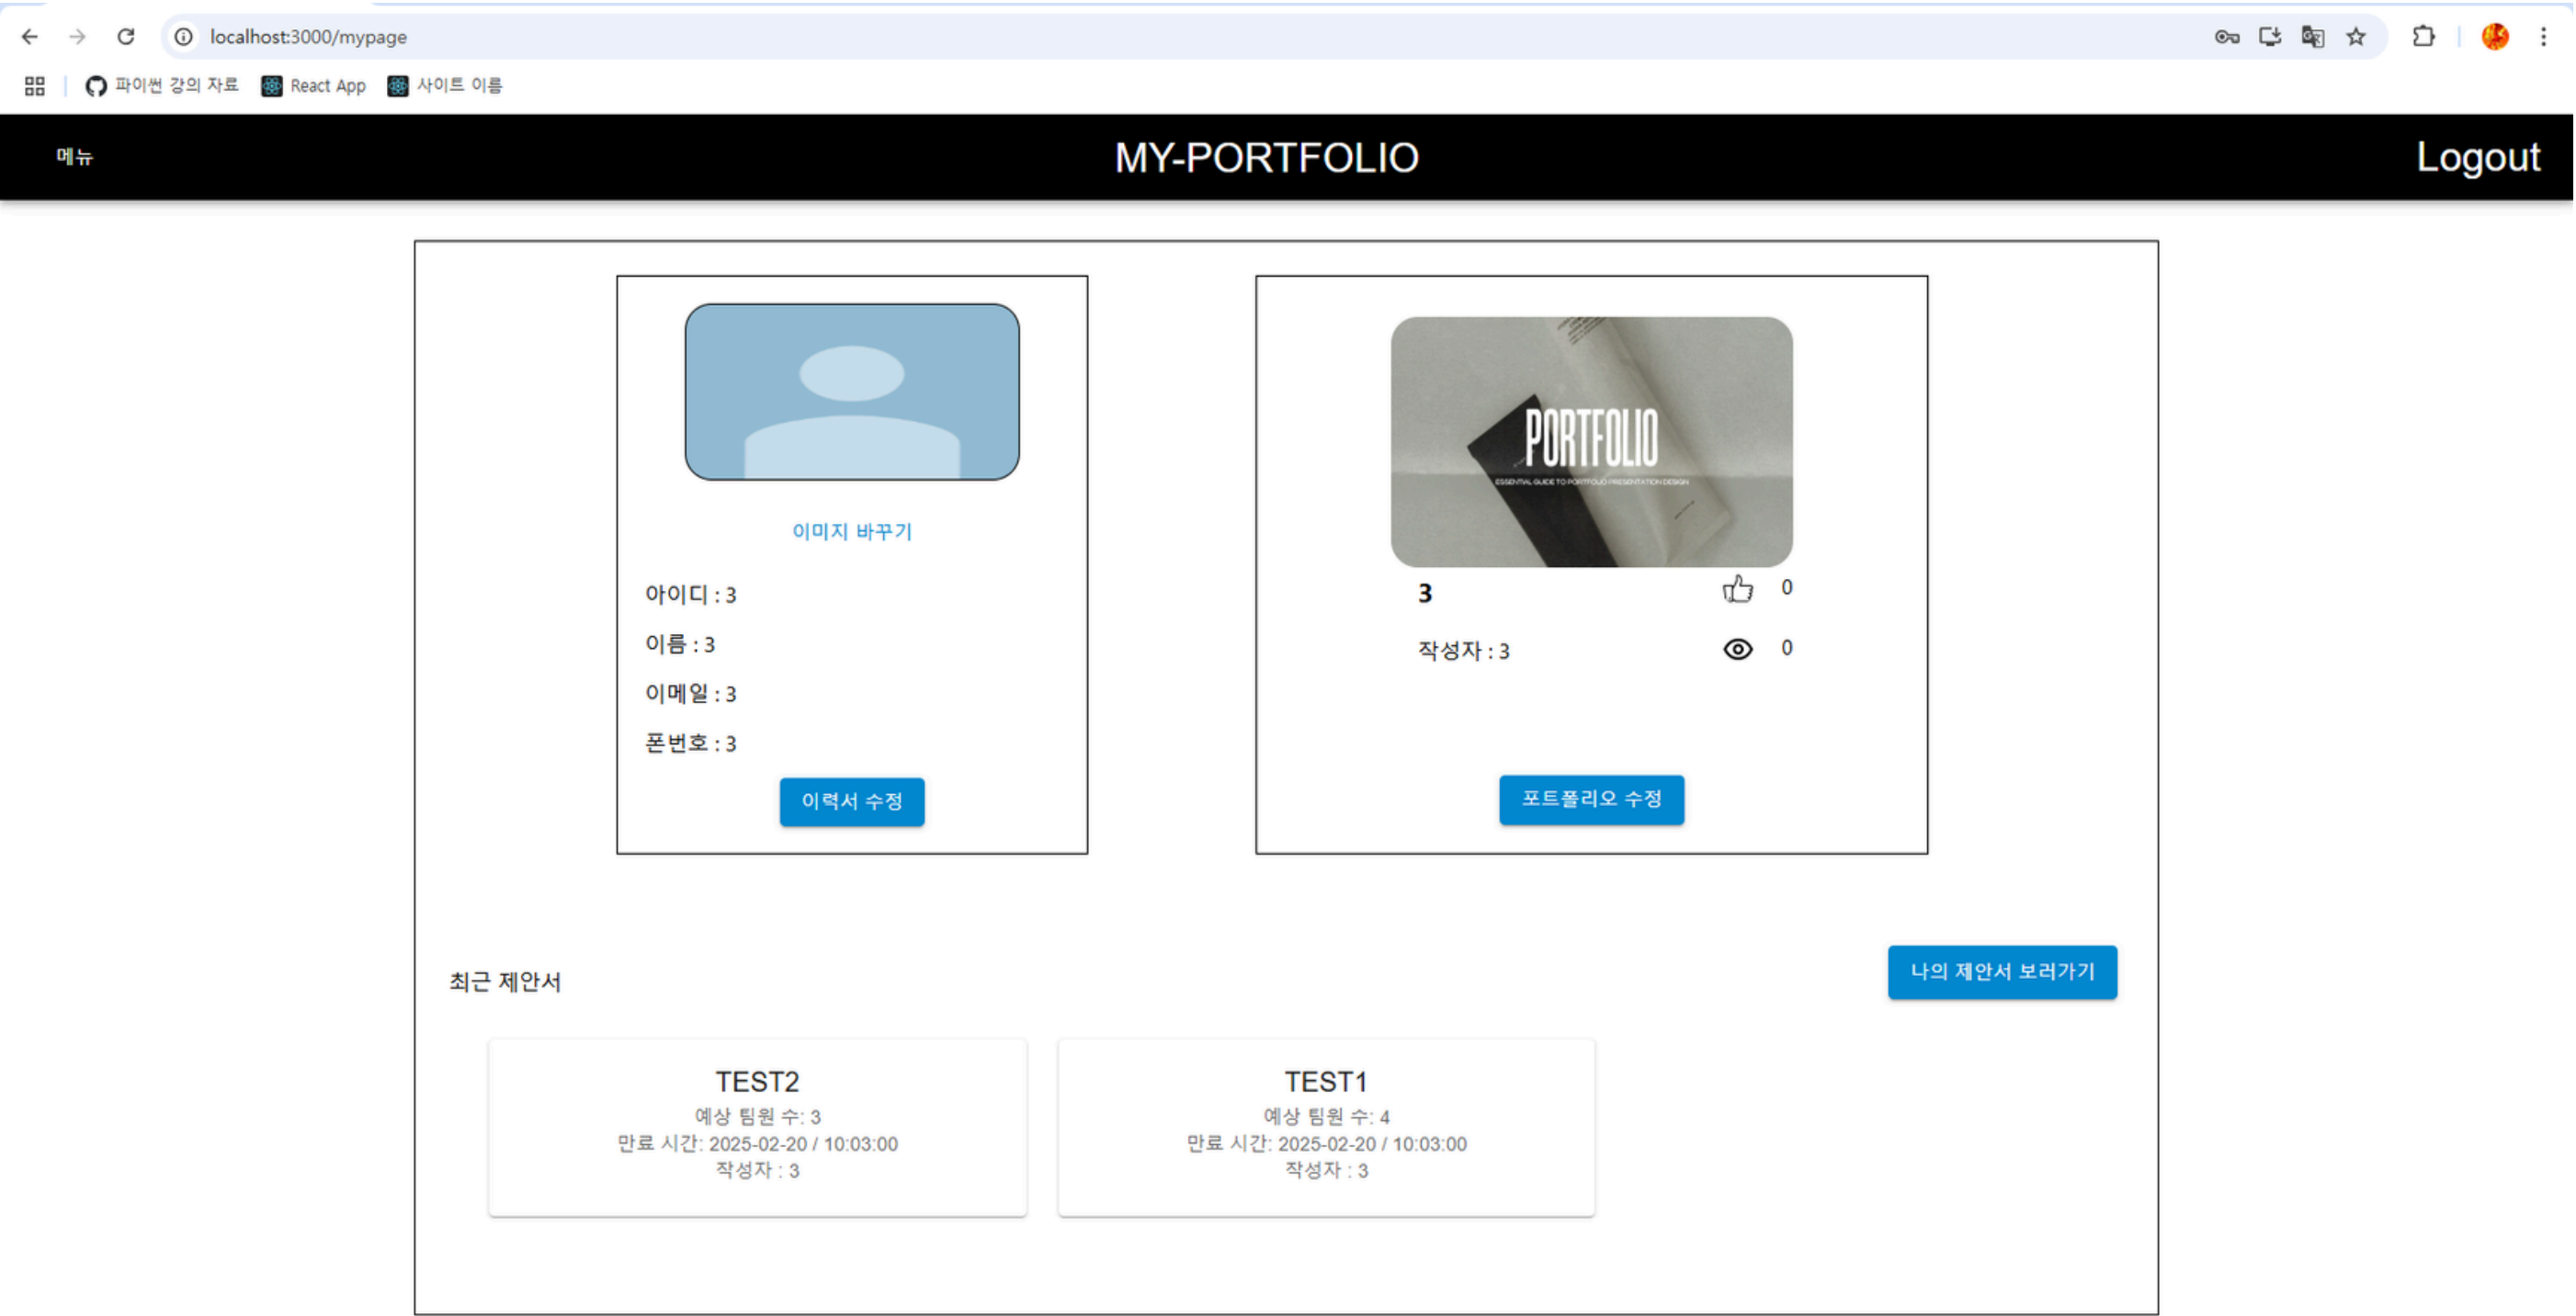 localhost:3000/mypage
파이썬 강의 자료
React App
사이트 이름
메뉴
MY-PORTFOLIO
Logout
PORTFOLIO
ESSENTIAL GUIDE TO PORTFOLIO PRESENTATION DESIGN
이미지 바꾸기
아이디 : 3
이름 : 3
이메일 : 3
폰번호 : 3
이력서 수정
3
0
작성자 : 3
0
포트폴리오 수정
최근 제안서
나의 제안서 보러가기
TEST2
예상 팀원 수: 3
만료 시간: 2025-02-20 / 10:03:00
작성자 : 3
TEST1
예상 팀원 수: 4
만료 시간: 2025-02-20 / 10:03:00
작성자 : 3